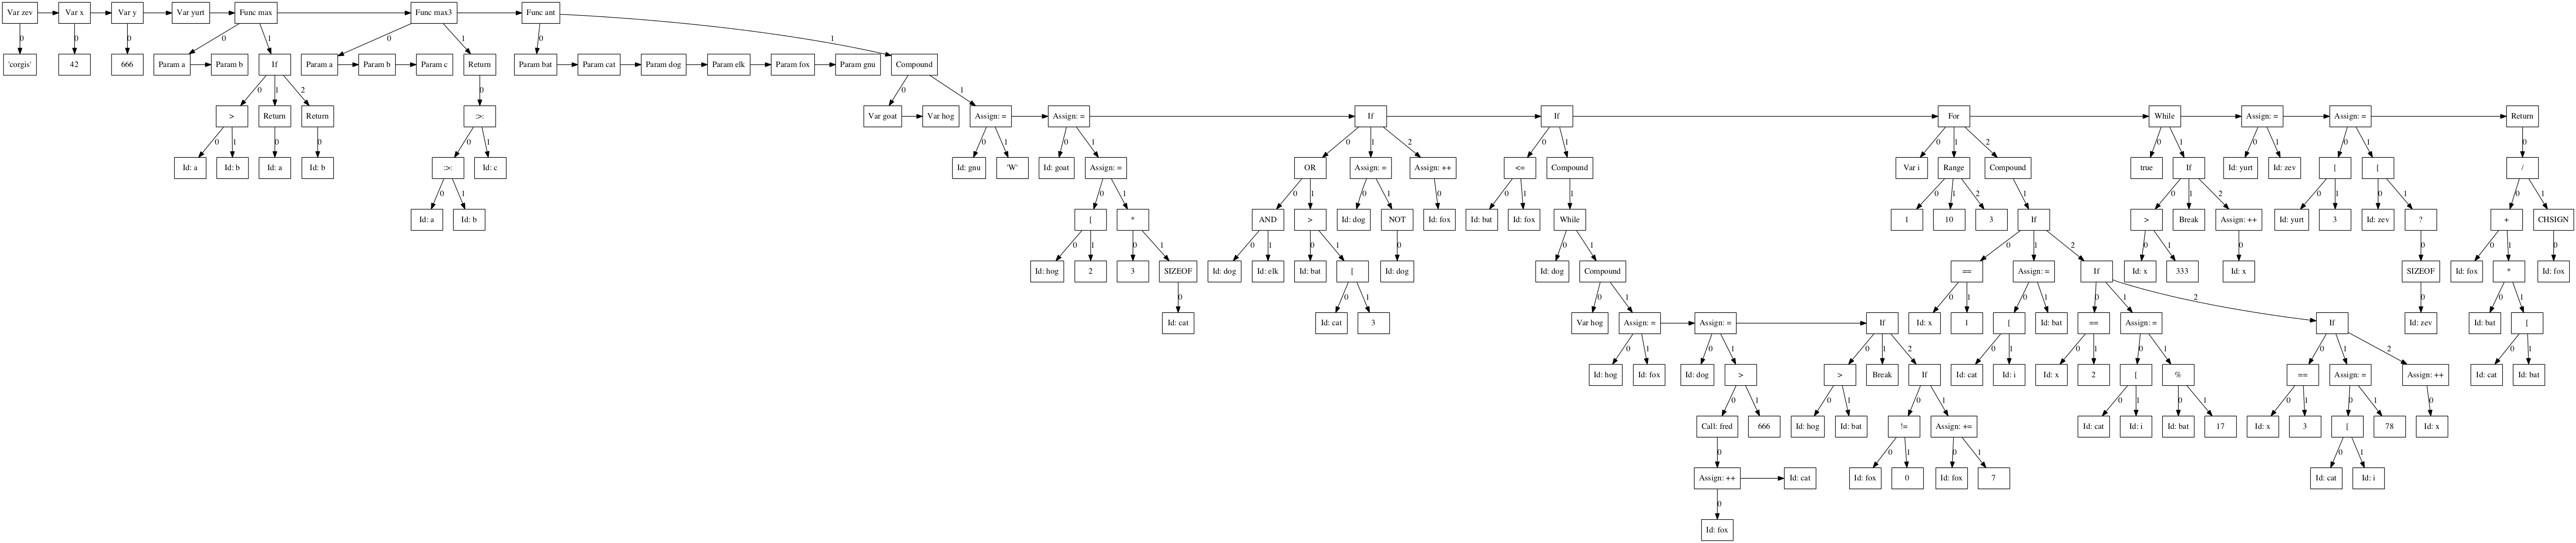 Var zev Var x Var y Var yurt Func max Func max3 Func ant
0 0 0 0 1 0 1 0 1
'corgis' 42 666 Param a Param b If Param a Param b Param c Return Param bat Param cat Param dog Param elk Param fox Param gnu Compound
0 1 2 0 0 1
> Return Return :>: Var goat Var hog Assign: = Assign: = If If For While Assign: = Assign: = Return
0 1 0 0 0 1 0 1 0 1 0 1 2 0 1 0 1 2 0 1 0 1 0 1 0
Id: a Id: b Id: a Id: b :>: Id: c Id: gnu 'W' Id: goat Assign: = OR Assign: = Assign: ++ <= Compound Var i Range Compound true If Id: yurt Id: zev [ [ /
0 1 0 1 0 1 0 1 0 0 1 1 0 1 2 1 0 1 2 0 1 0 1 0 1
Id: a Id: b [ * AND > Id: dog NOT Id: fox Id: bat Id: fox While 1 10 3 If > Break Assign: ++ Id: yurt 3 Id: zev ? + CHSIGN
0 1 0 1 0 1 0 1 0 0 1 0 1 2 0 1 0 0 0 1 0
Id: hog 2 3 SIZEOF Id: dog Id: elk Id: bat [ Id: dog Id: dog Compound == Assign: = If Id: x 333 Id: x SIZEOF Id: fox * Id: fox
0 0 1 0 1 0 1 0 1 0 1 2 0 0 1
Id: cat Id: cat 3 Var hog Assign: = Assign: = If Id: x 1 [ Id: bat == Assign: = If Id: zev Id: bat [
0 1 0 1 0 1 2 0 1 0 1 0 1 0 1 2 0 1
Id: hog Id: fox Id: dog > > Break If Id: cat Id: i Id: x 2 [ % == Assign: = Assign: ++ Id: cat Id: bat
0 1 0 1 0 1 0 1 0 1 0 1 0 1 0
Call: fred 666 Id: hog Id: bat != Assign: += Id: cat Id: i Id: bat 17 Id: x 3 [ 78 Id: x
0 0 1 0 1 0 1
Assign: ++ Id: cat Id: fox 0 Id: fox 7 Id: cat Id: i
0
Id: fox